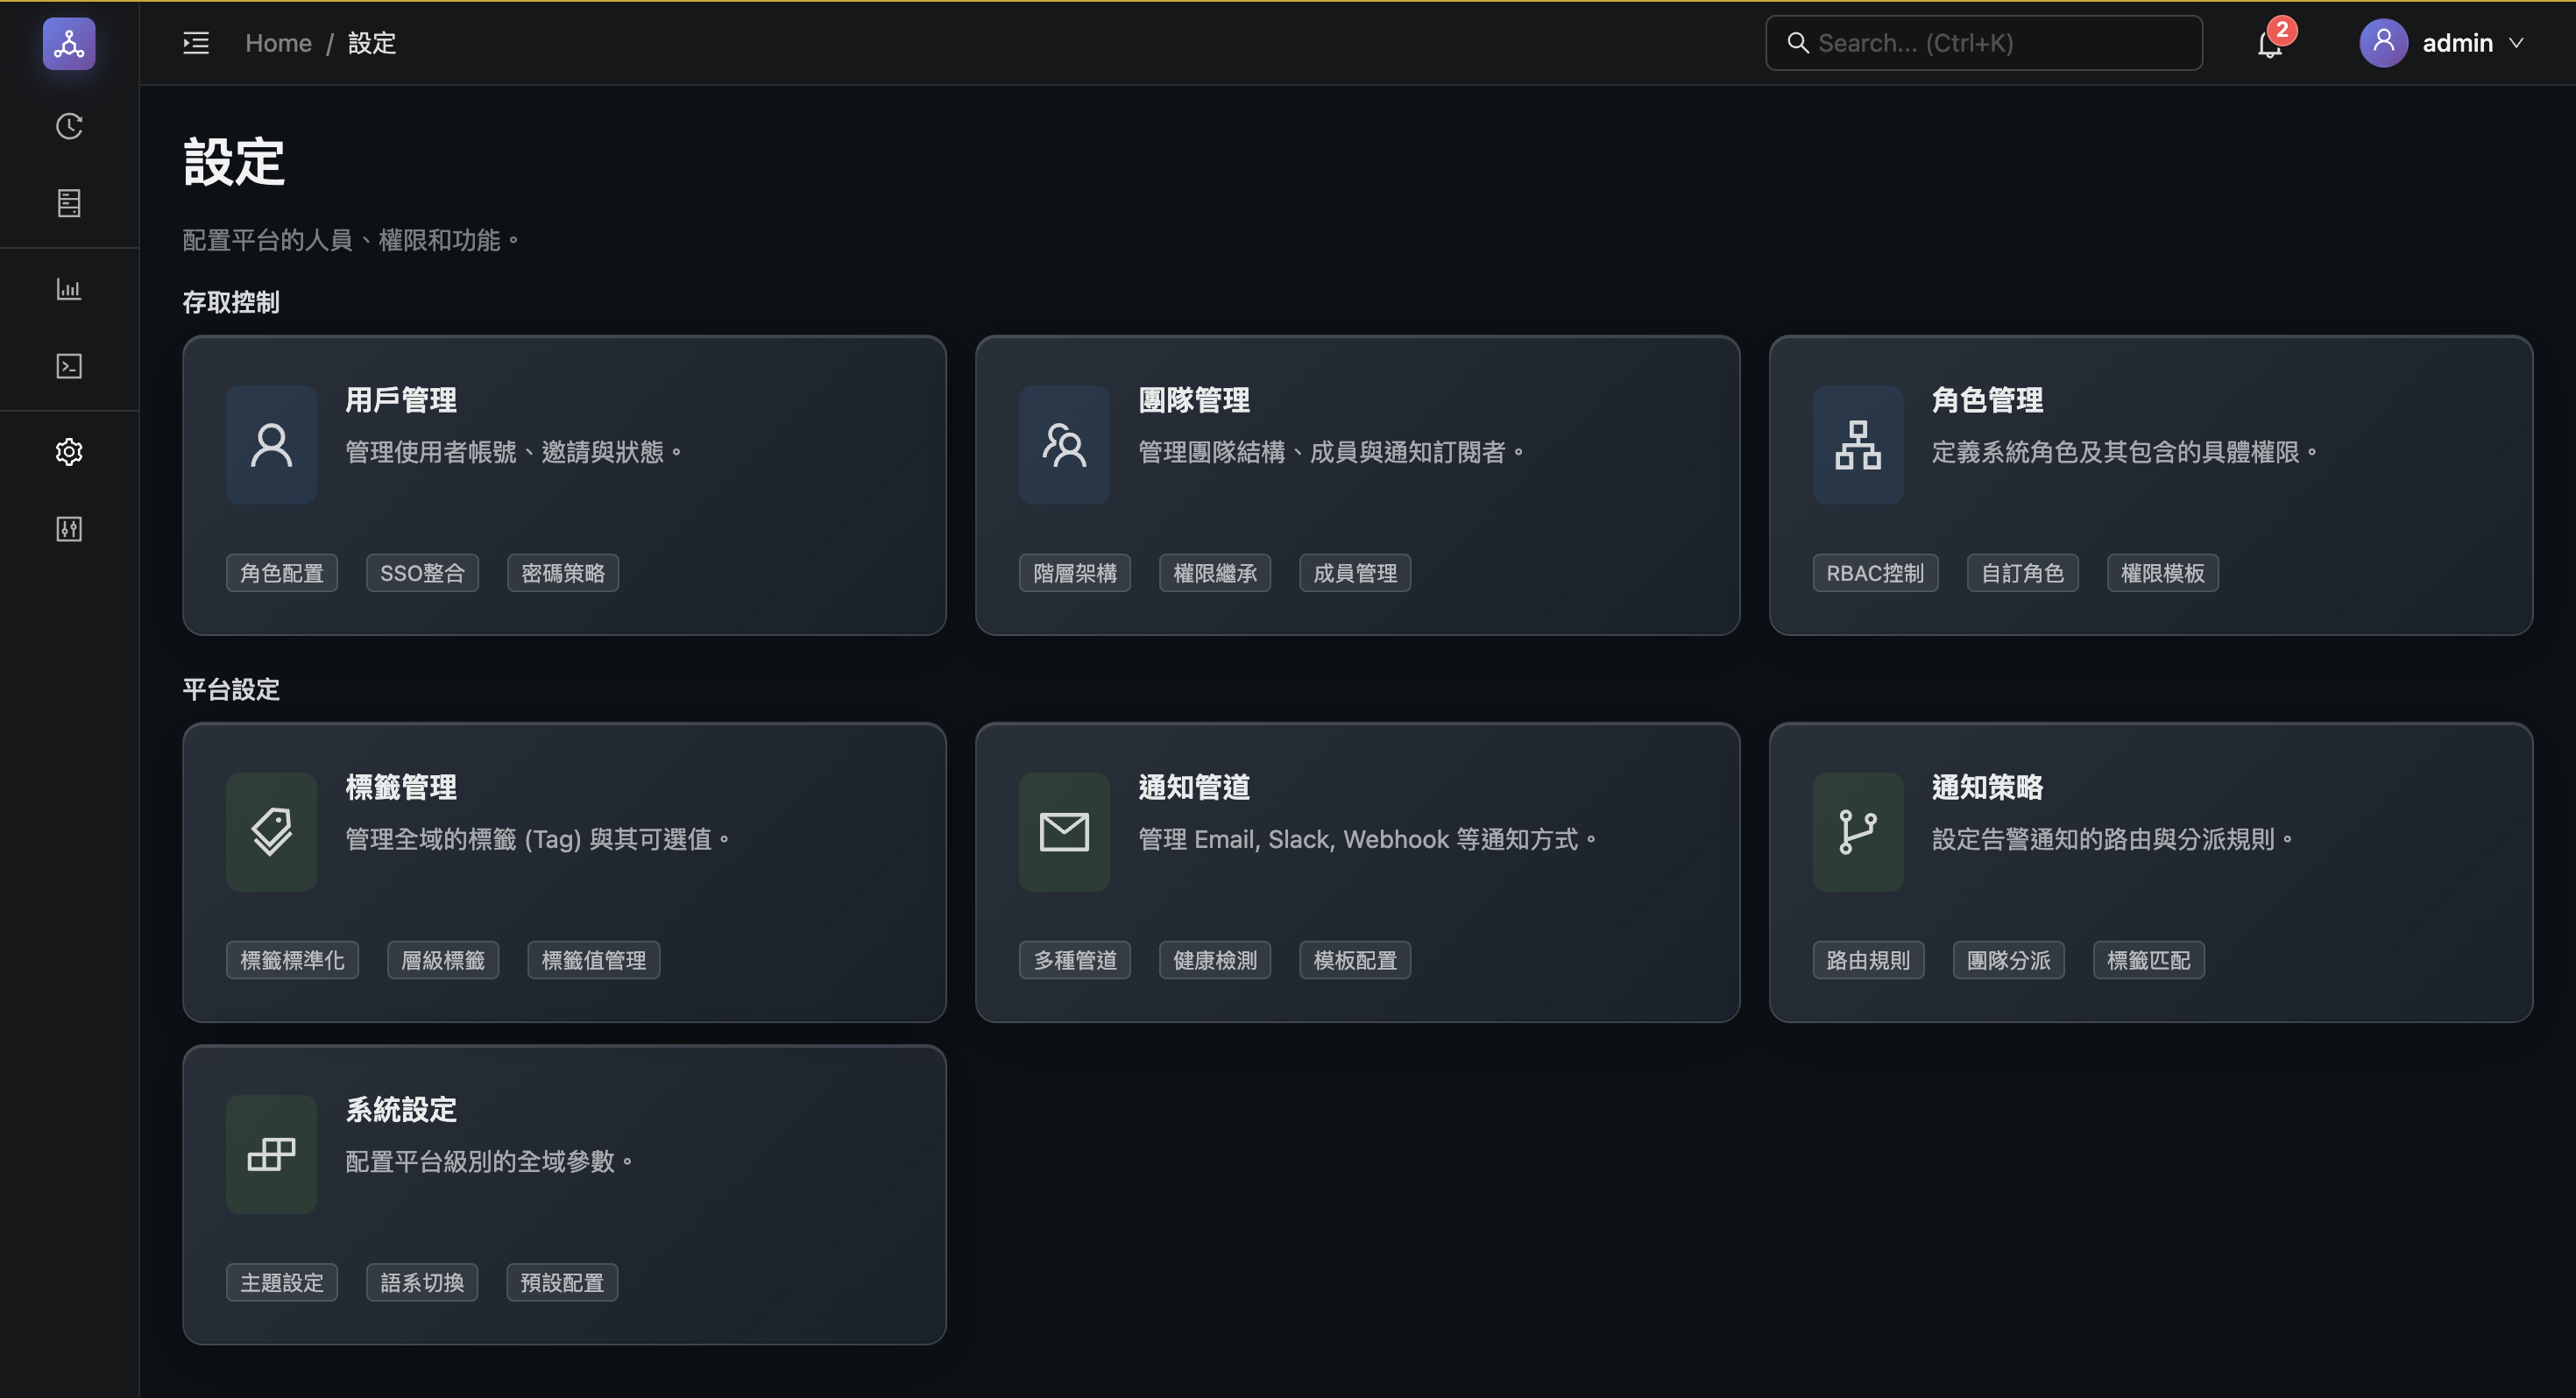 Home / 設定
Search... (Ctrl+K)
2
admin
設定
配置平台的人員、權限和功能。
存取控制
用戶管理
管理使用者帳號、邀請與狀態。
角色配置 SSO整合 密碼策略
團隊管理
管理團隊結構、成員與通知訂閱者。
階層架構 權限繼承 成員管理
角色管理
定義系統角色及其包含的具體權限。
RBAC控制 自訂角色 權限模板
平台設定
標籤管理
管理全域的標籤 (Tag) 與其可選值。
標籤標準化 層級標籤 標籤值管理
通知管道
管理 Email, Slack, Webhook 等通知方式。
多種管道 健康檢測 模板配置
通知策略
設定告警通知的路由與分派規則。
路由規則 團隊分派 標籤匹配
系統設定
配置平台級別的全域參數。
主題設定 語系切換 預設配置